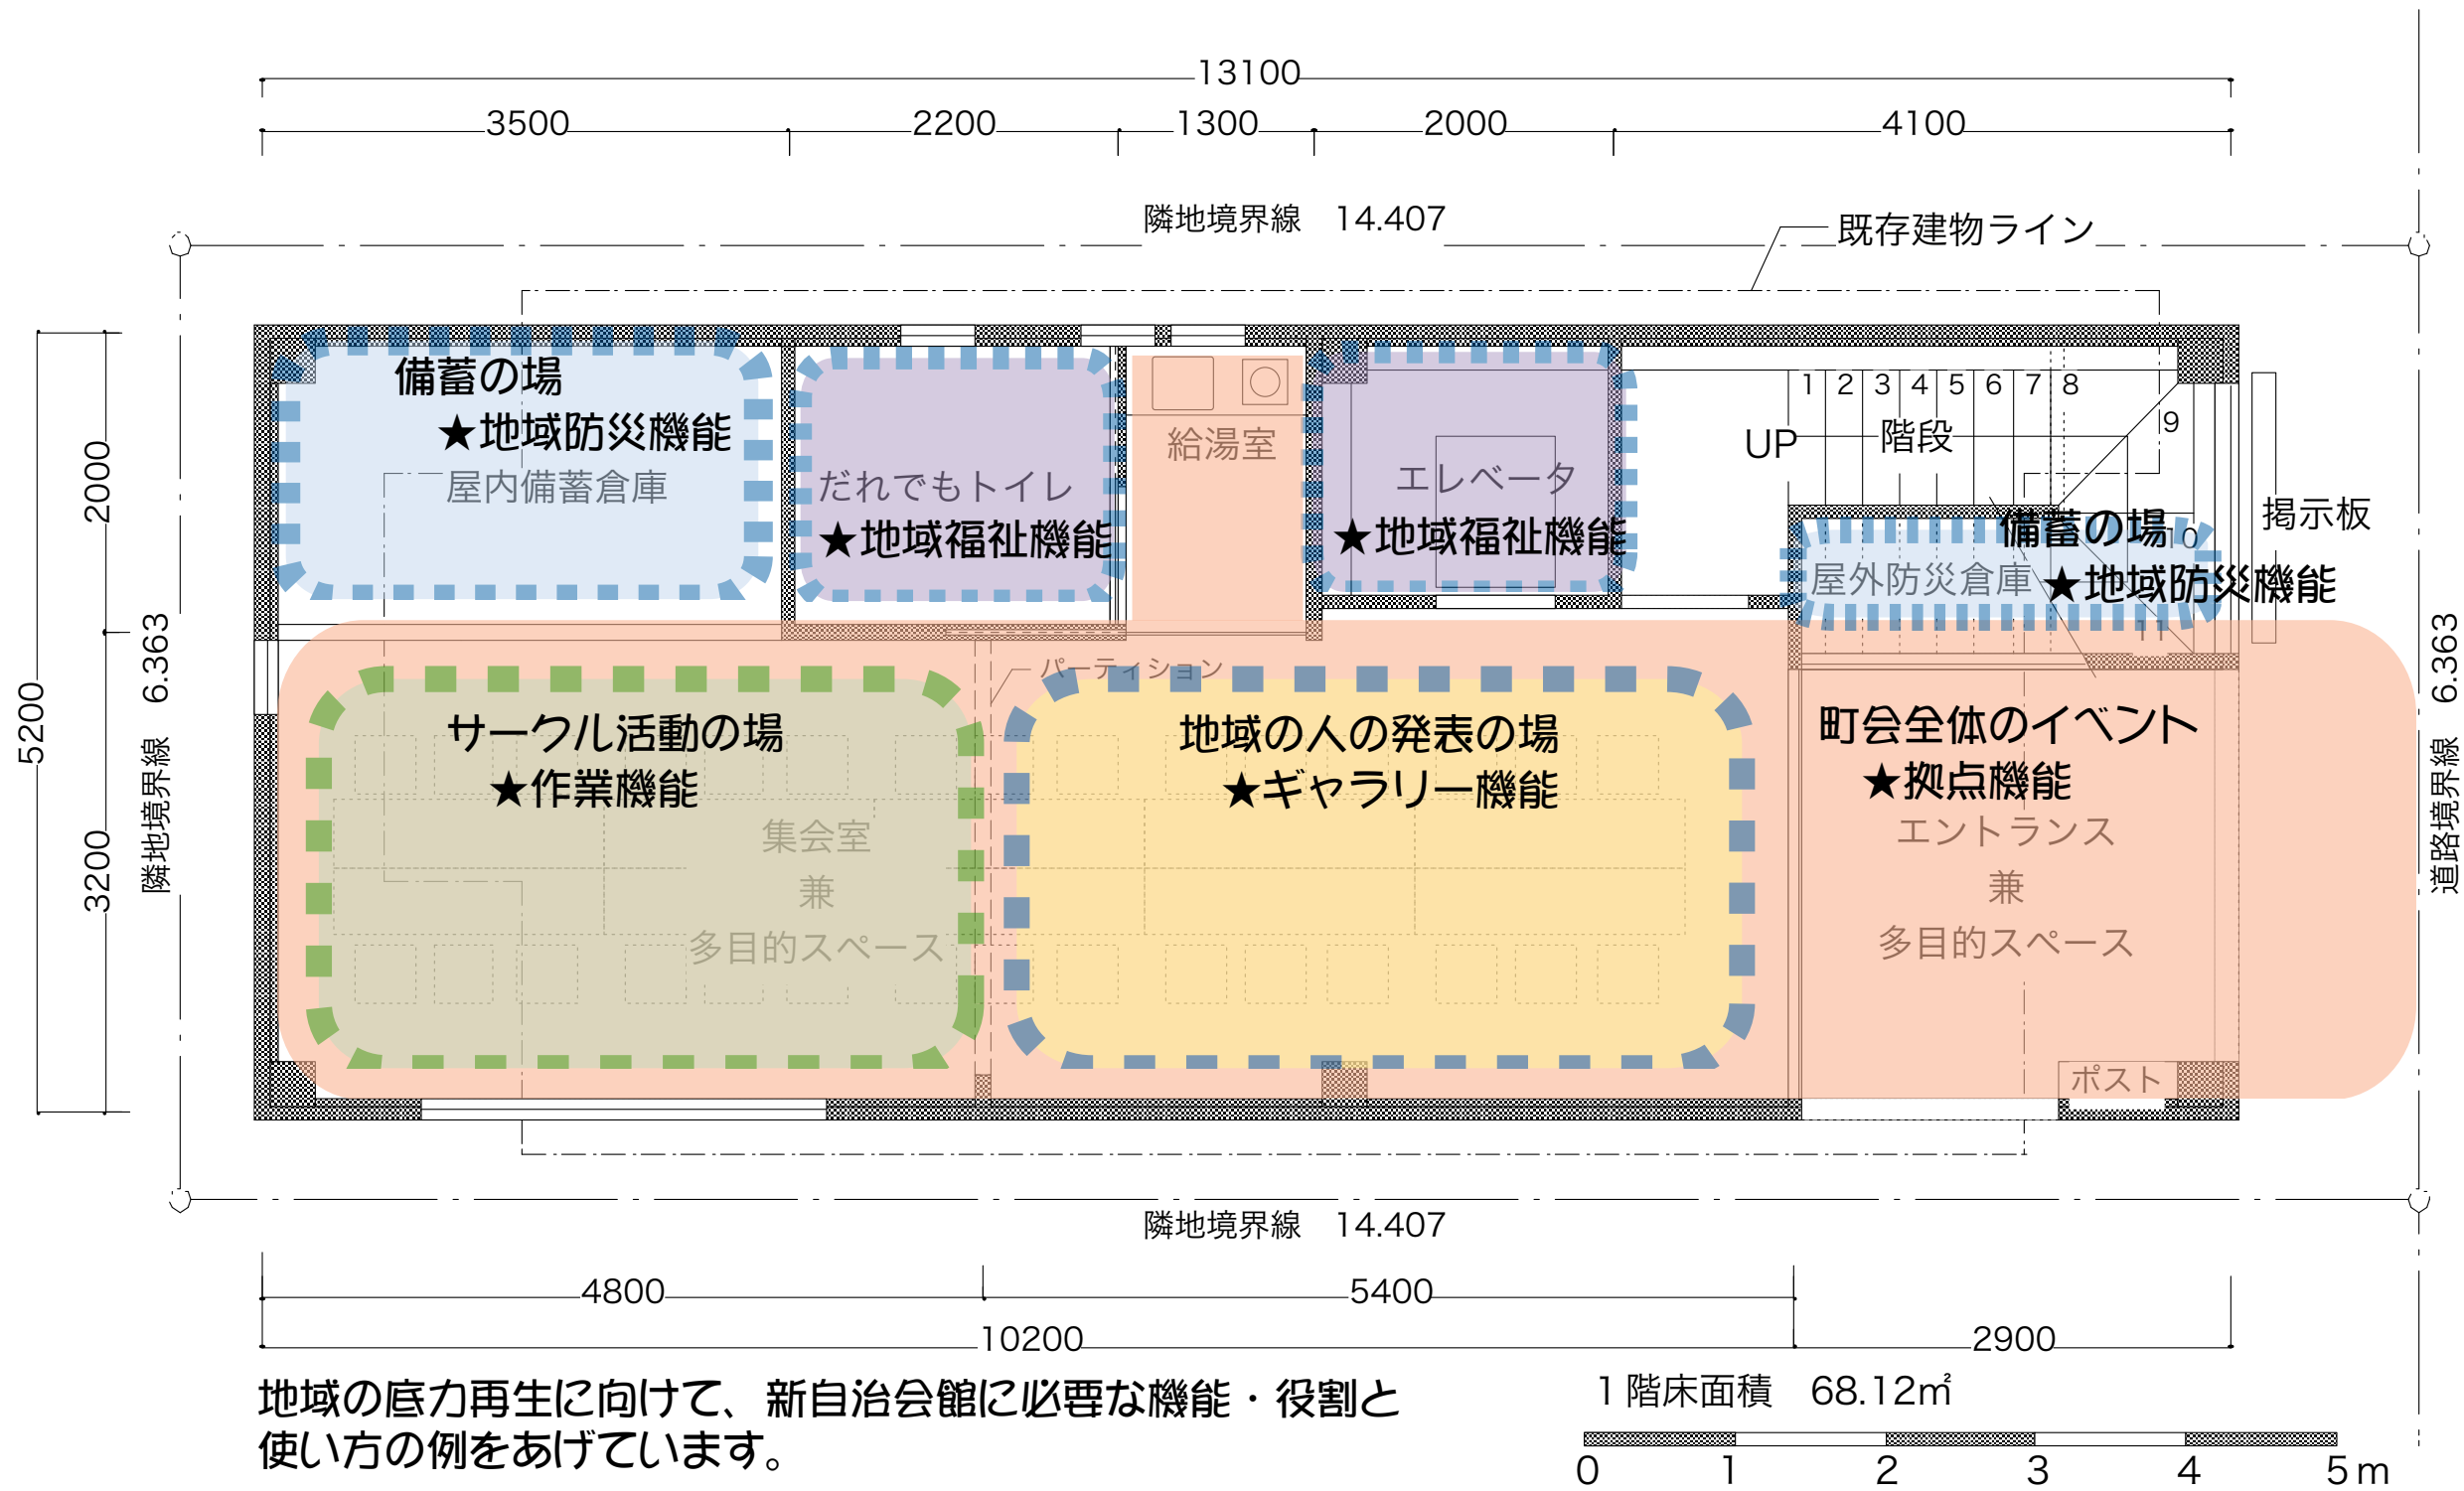 13100
3500
2200
1300
2000
4100
隣地境界線 14.407
既存建物ライン
備蓄の場
★地域防災機能
屋内備蓄倉庫
だれでもトイレ
★地域福祉機能
給湯室
エレベータ
★地域福祉機能
UP
階段
1
2
3
4
5
6
7
8
9
10
11
備蓄の場
屋外防災倉庫
★地域防災機能
掲示板
2000
5200
3200
隣地境界線 6.363
道路境界線 6.363
パーティション
サークル活動の場
★作業機能
集会室
兼
多目的スペース
地域の人の発表の場
★ギャラリー機能
町会全体のイベント
★拠点機能
エントランス
兼
多目的スペース
ポスト
隣地境界線 14.407
4800
5400
10200
2900
地域の底力再生に向けて、新自治会館に必要な機能・役割と
使い方の例をあげています。
1階床面積 68.12㎡
0 1 2 3 4 5m